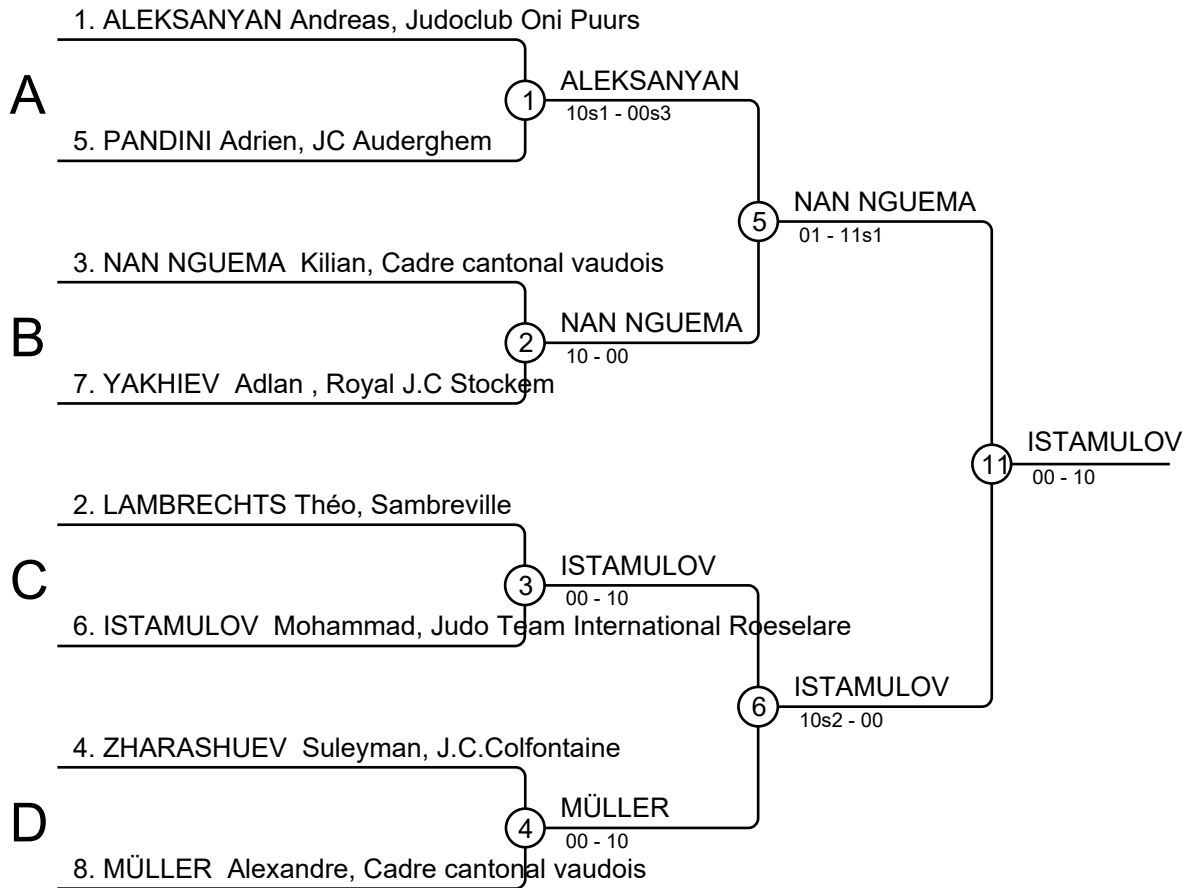 1. ALEKSANYAN Andreas, Judoclub Oni Puurs
A
1
ALEKSANYAN
10s1 - 00s3
5. PANDINI Adrien, JC Auderghem
5
NAN NGUEMA
01 - 11s1
3. NAN NGUEMA  Kilian, Cadre cantonal vaudois
B
2
NAN NGUEMA
10 - 00
7. YAKHIEV  Adlan , Royal J.C Stockem
11
ISTAMULOV
00 - 10
2. LAMBRECHTS Théo, Sambreville
C
3
ISTAMULOV
00 - 10
6. ISTAMULOV  Mohammad, Judo Team International Roeselare
6
ISTAMULOV
10s2 - 00
4. ZHARASHUEV  Suleyman, J.C.Colfontaine
D
4
MÜLLER
00 - 10
8. MÜLLER  Alexandre, Cadre cantonal vaudois